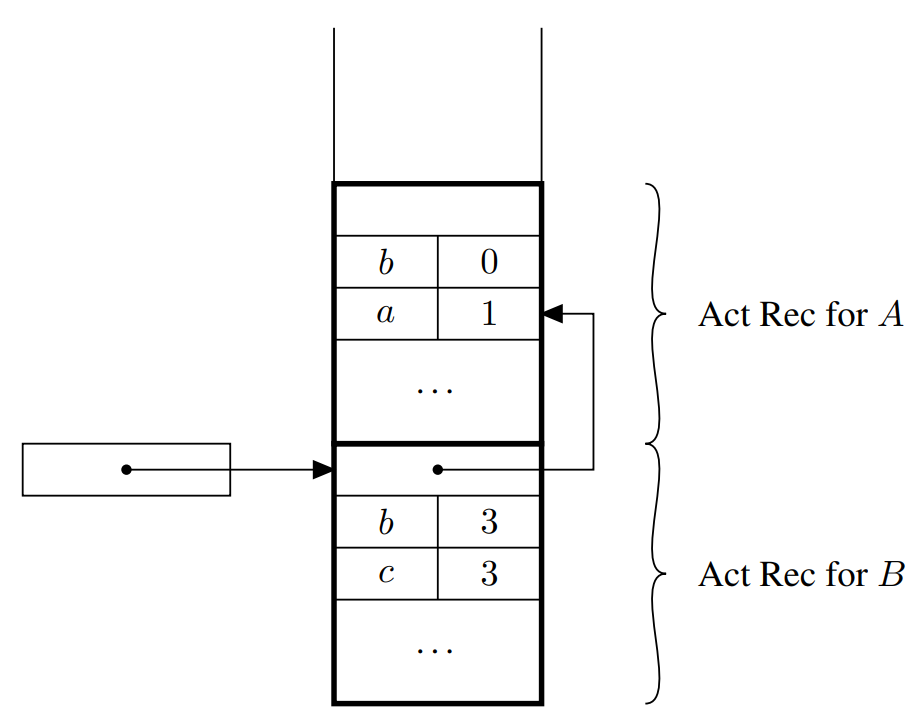 b 0
a 1
Act Rec for A
...
b 3
c 3
Act Rec for B
...